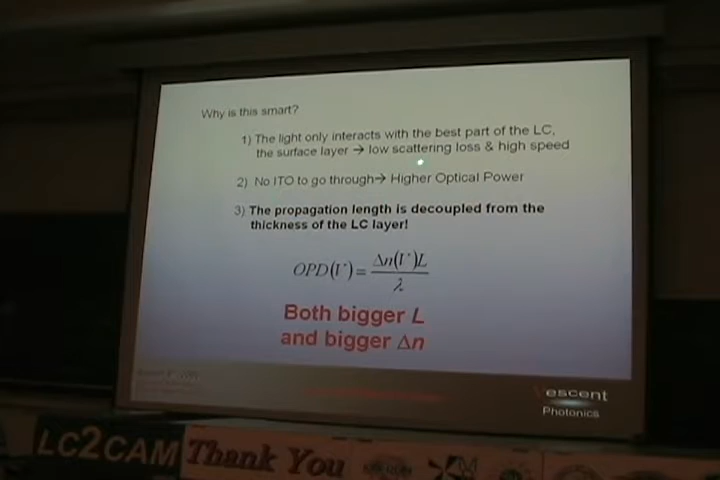 Why is this smart?
1) The light only interacts with the best part of the LC,
the surface layer → low scattering loss & high speed
2) No ITO to go through→ Higher Optical Power
3) The propagation length is decoupled from the
thickness of the LC layer!
OPD(V) = Δn(V)L / λ
Both bigger L
and bigger Δn
Vescent
Photonics
LC2CAM
Thank You